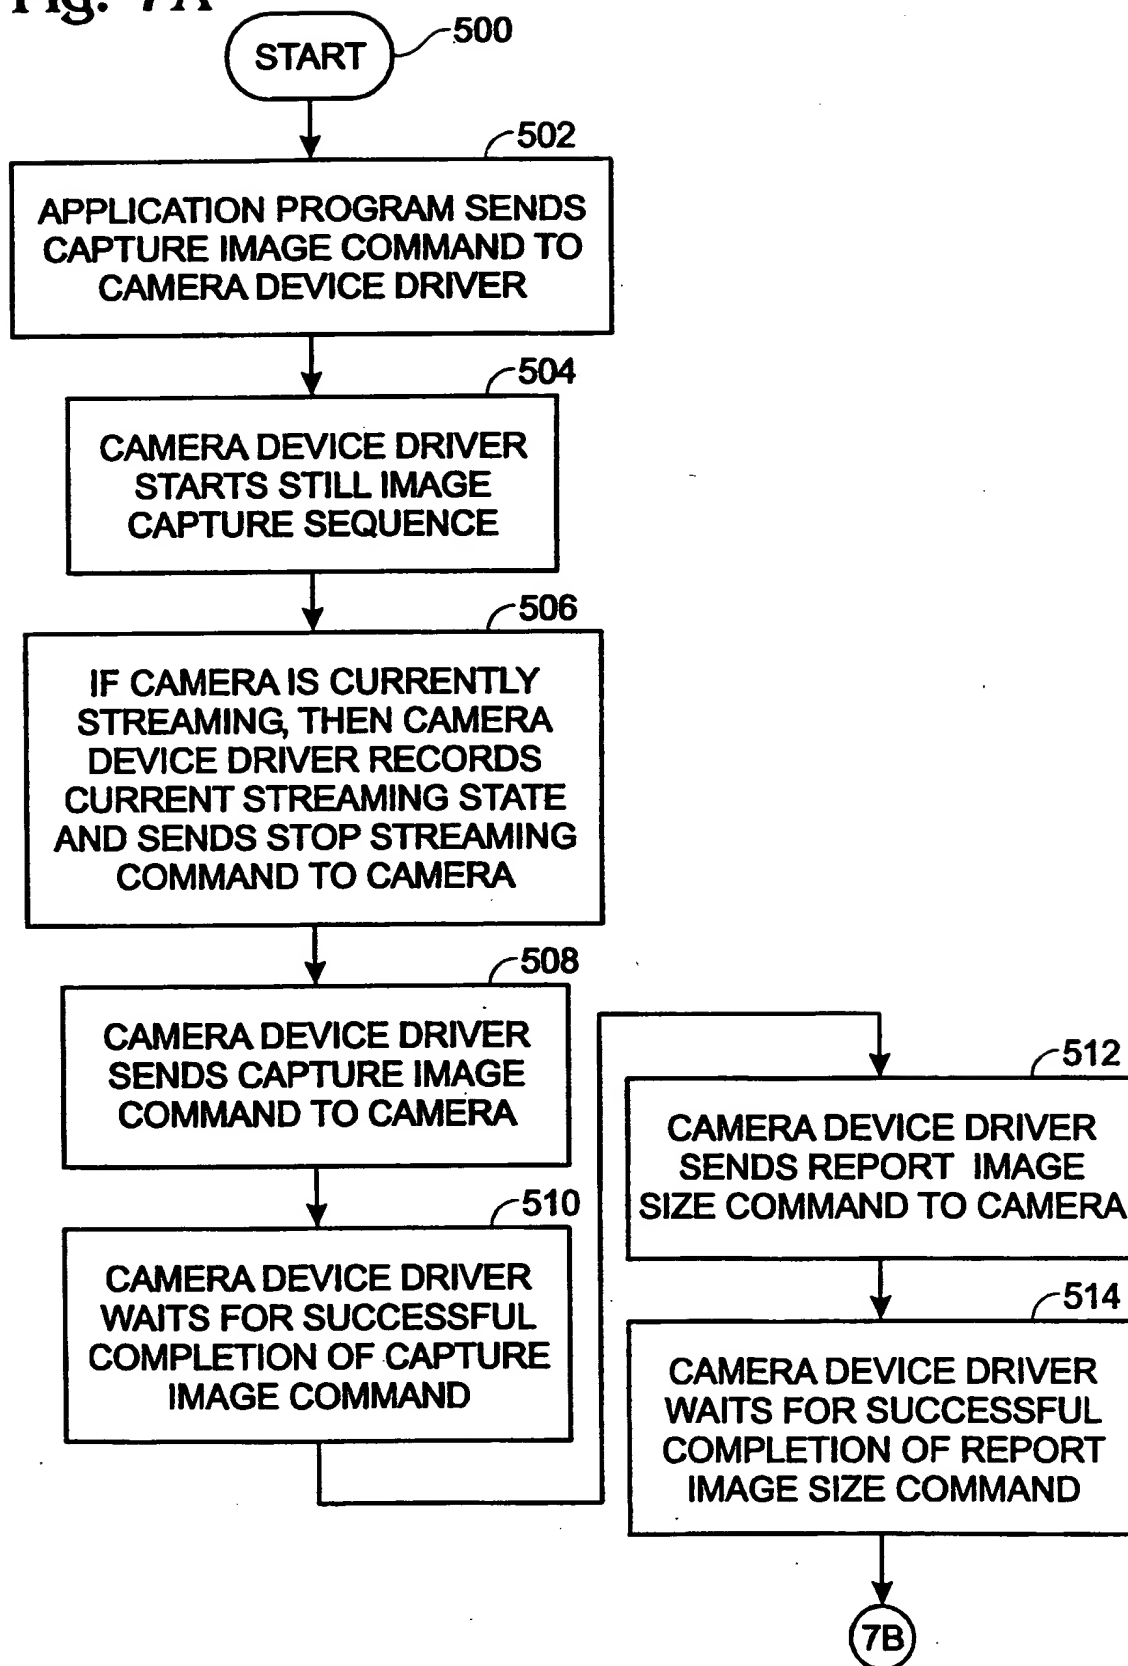 Fig. 7A
START
500
502
APPLICATION PROGRAM SENDS
CAPTURE IMAGE COMMAND TO
CAMERA DEVICE DRIVER
504
CAMERA DEVICE DRIVER
STARTS STILL IMAGE
CAPTURE SEQUENCE
506
IF CAMERA IS CURRENTLY
STREAMING, THEN CAMERA
DEVICE DRIVER RECORDS
CURRENT STREAMING STATE
AND SENDS STOP STREAMING
COMMAND TO CAMERA
508
CAMERA DEVICE DRIVER
SENDS CAPTURE IMAGE
COMMAND TO CAMERA
510
CAMERA DEVICE DRIVER
WAITS FOR SUCCESSFUL
COMPLETION OF CAPTURE
IMAGE COMMAND
512
CAMERA DEVICE DRIVER
SENDS REPORT IMAGE
SIZE COMMAND TO CAMERA
514
CAMERA DEVICE DRIVER
WAITS FOR SUCCESSFUL
COMPLETION OF REPORT
IMAGE SIZE COMMAND
7B